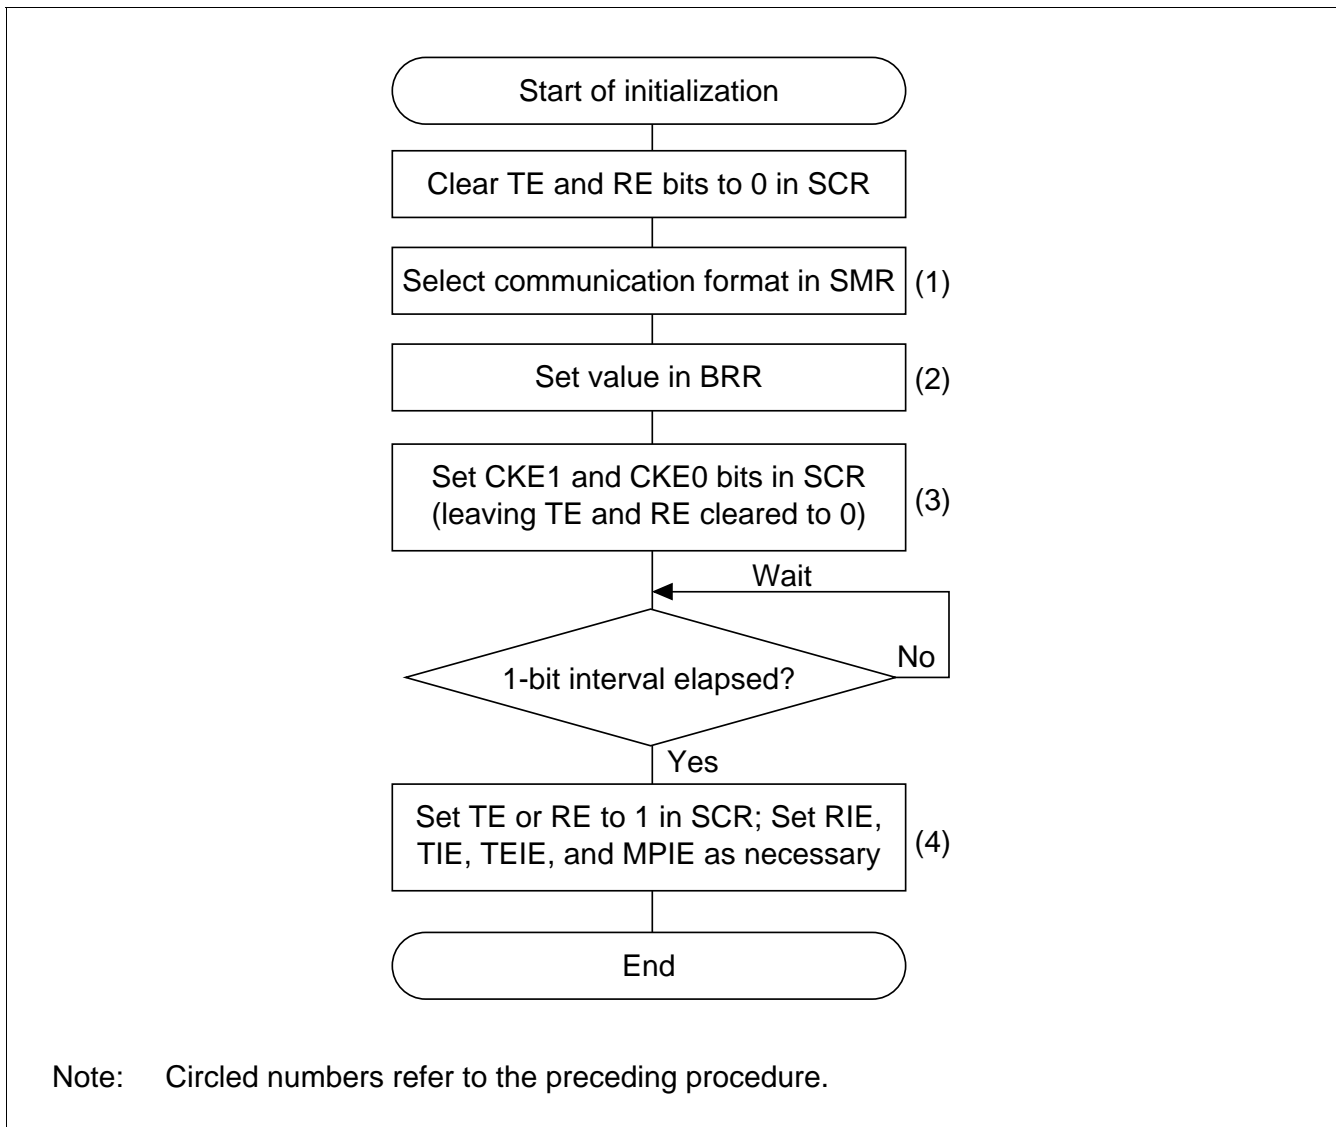 Start of initialization
Clear TE and RE bits to 0 in SCR
Select communication format in SMR
(1)
Set value in BRR
(2)
Set CKE1 and CKE0 bits in SCR
(leaving TE and RE cleared to 0)
(3)
Wait
1-bit interval elapsed?
No
Yes
Set TE or RE to 1 in SCR; Set RIE,
TIE, TEIE, and MPIE as necessary
(4)
End
Note: Circled numbers refer to the preceding procedure.